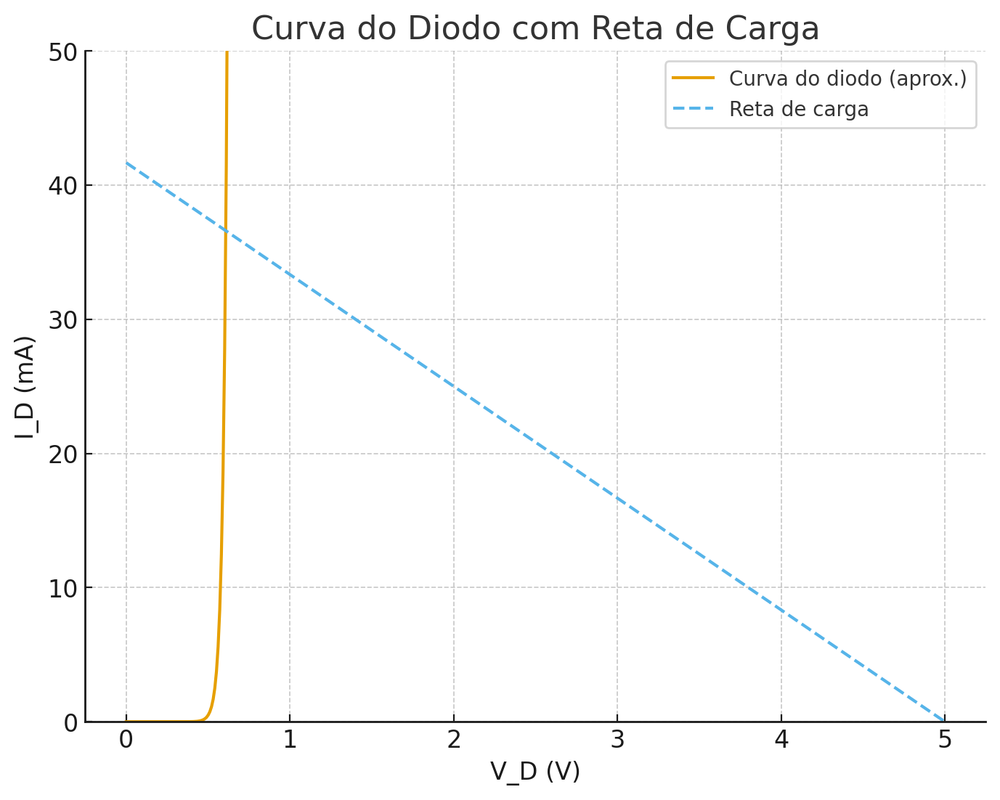 Curva do Diodo com Reta de Carga
Curva do diodo (aprox.)
Reta de carga
I_D (mA)
50
40
30
20
10
0
0 1 2 3 4 5
V_D (V)